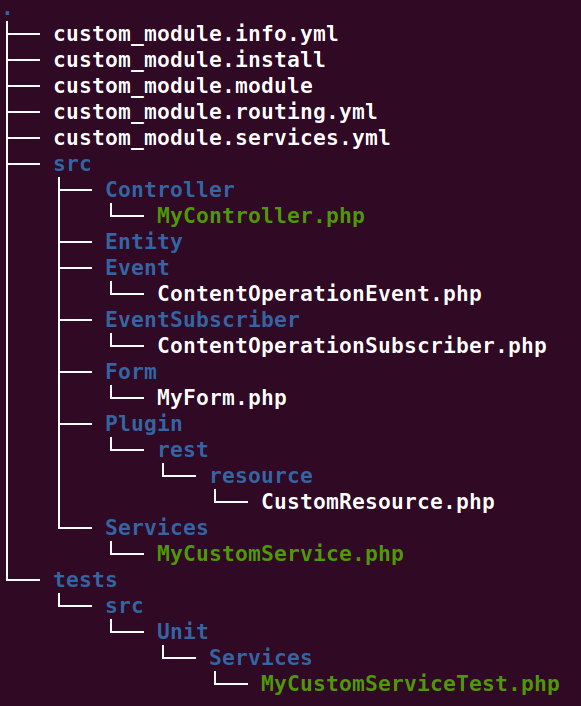 .
├── custom_module.info.yml
├── custom_module.install
├── custom_module.module
├── custom_module.routing.yml
├── custom_module.services.yml
├── src
│   ├── Controller
│   │   └── MyController.php
│   ├── Entity
│   ├── Event
│   │   └── ContentOperationEvent.php
│   ├── EventSubscriber
│   │   └── ContentOperationSubscriber.php
│   ├── Form
│   │   └── MyForm.php
│   ├── Plugin
│   │   └── rest
│   │       └── resource
│   │           └── CustomResource.php
│   └── Services
│       └── MyCustomService.php
└── tests
    └── src
        └── Unit
            └── Services
                └── MyCustomServiceTest.php